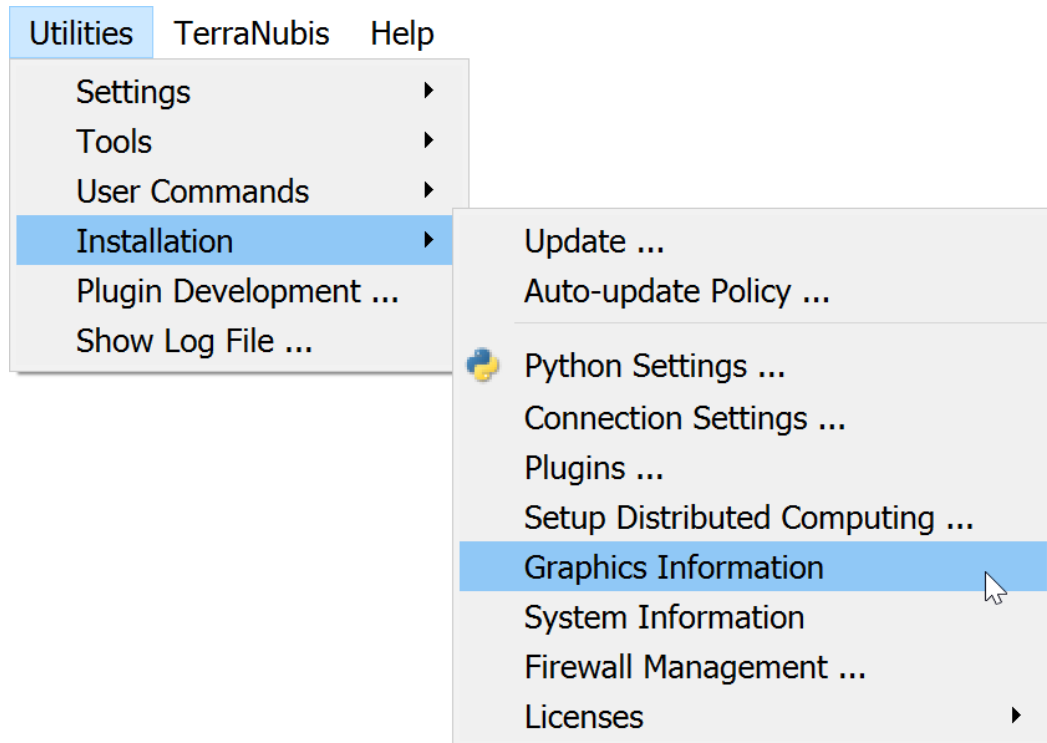 Utilities TerraNubis Help
Settings
Tools
User Commands
Installation
Plugin Development ...
Show Log File ...
Update ...
Auto-update Policy ...
Python Settings ...
Connection Settings ...
Plugins ...
Setup Distributed Computing ...
Graphics Information
System Information
Firewall Management ...
Licenses